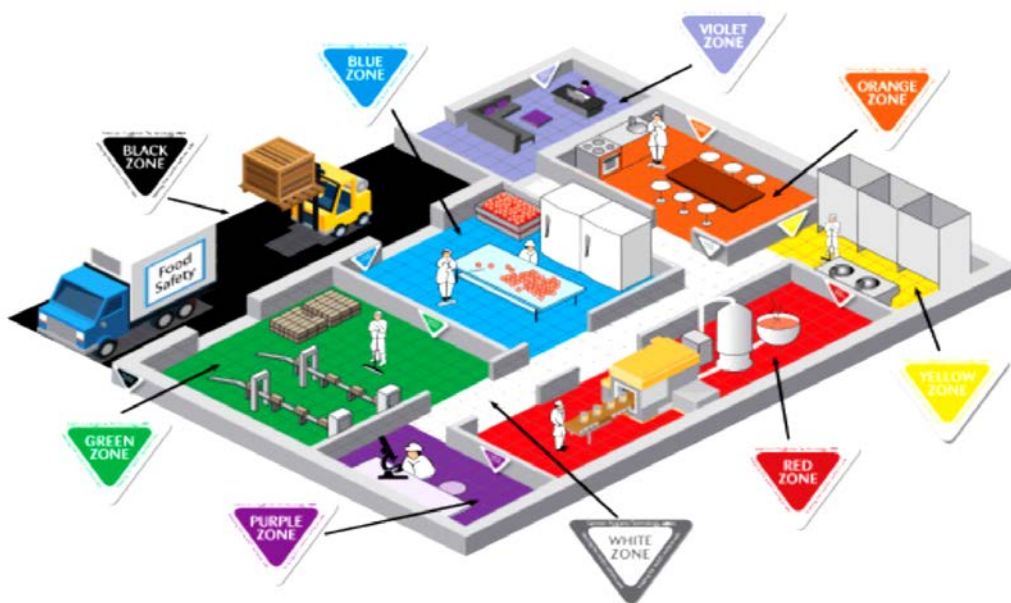 VIOLET
ZONE
BLUE
ZONE
ORANGE
ZONE
BLACK
ZONE
Food
Safety
YELLOW
ZONE
GREEN
ZONE
RED
ZONE
PURPLE
ZONE
WHITE
ZONE